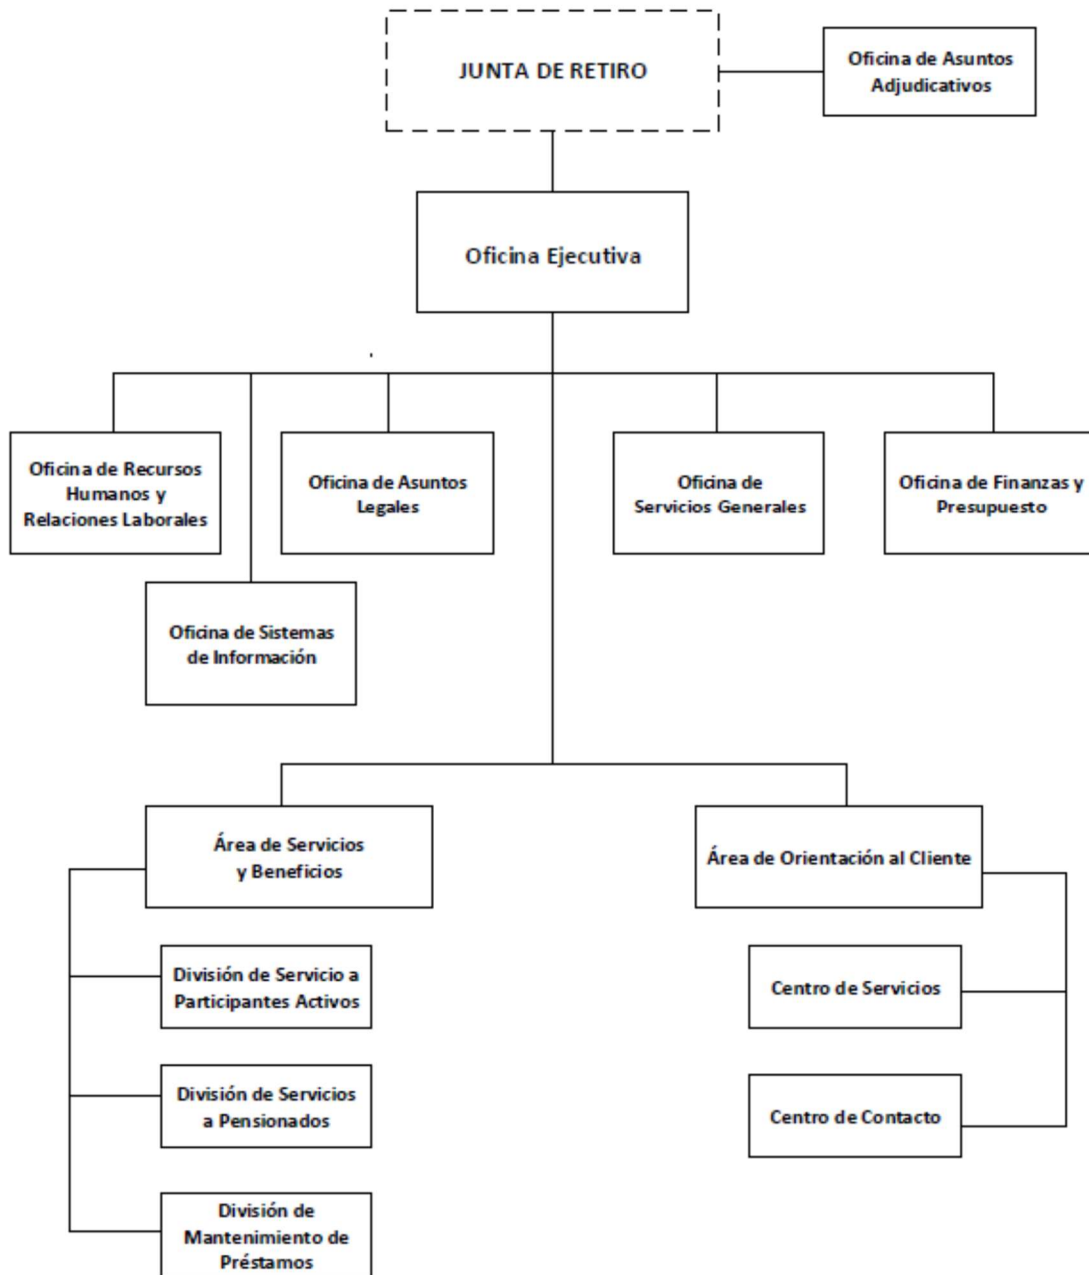 JUNTA DE RETIRO
Oficina de Asuntos
Adjudicativos
Oficina Ejecutiva
Oficina de Recursos
Humanos y
Relaciones Laborales
Oficina de Asuntos
Legales
Oficina de
Servicios Generales
Oficina de Finanzas y
Presupuesto
Oficina de Sistemas
de Información
Área de Servicios
y Beneficios
Área de Orientación al Cliente
División de Servicio a
Participantes Activos
Centro de Servicios
División de Servicios
a Pensionados
Centro de Contacto
División de
Mantenimiento de
Préstamos